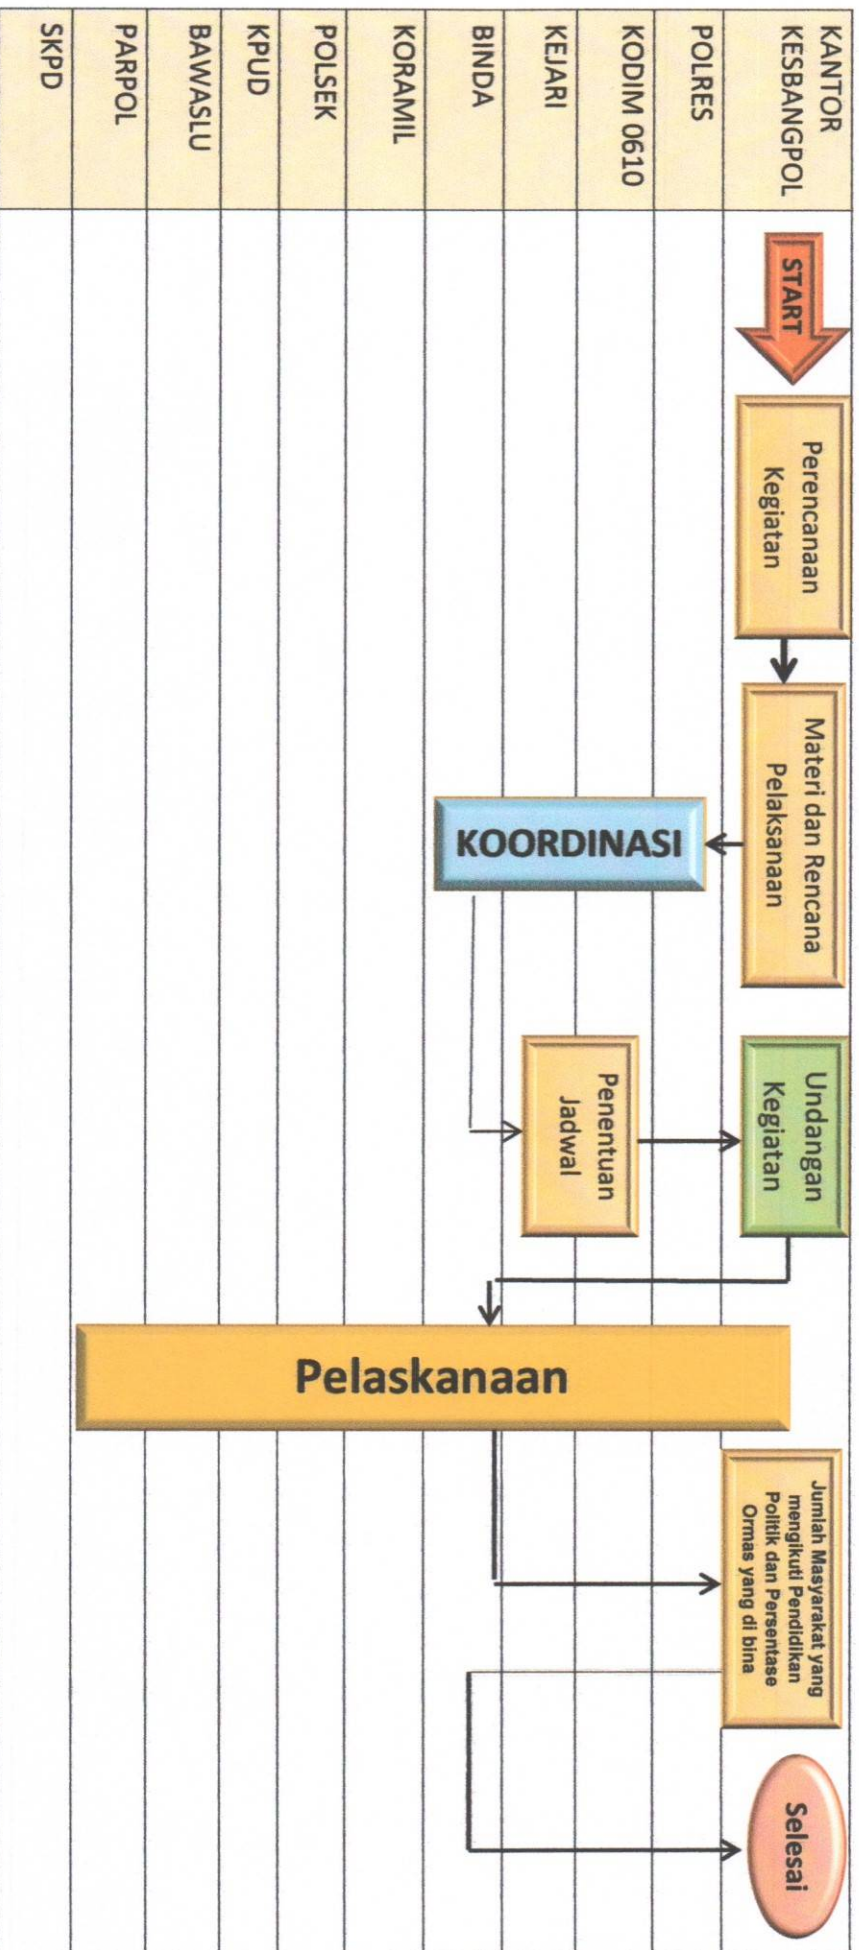 KANTOR
KESBANGPOL
POLRES
KODIM 0610
KEJARI
BINDA
KORAMIL
POLSEK
KPUD
BAWASLU
PARPOL
SKPD
START
Perencanaan
Kegiatan
Materi dan Rencana
Pelaksanaan
KOORDINASI
Penentuan
Jadwal
Undangan
Kegiatan
Pelaskanaan
Jumlah Masyarakat yang
mengikuti Pendidikan
Politik dan Persentase
Ormas yang di bina
Selesai